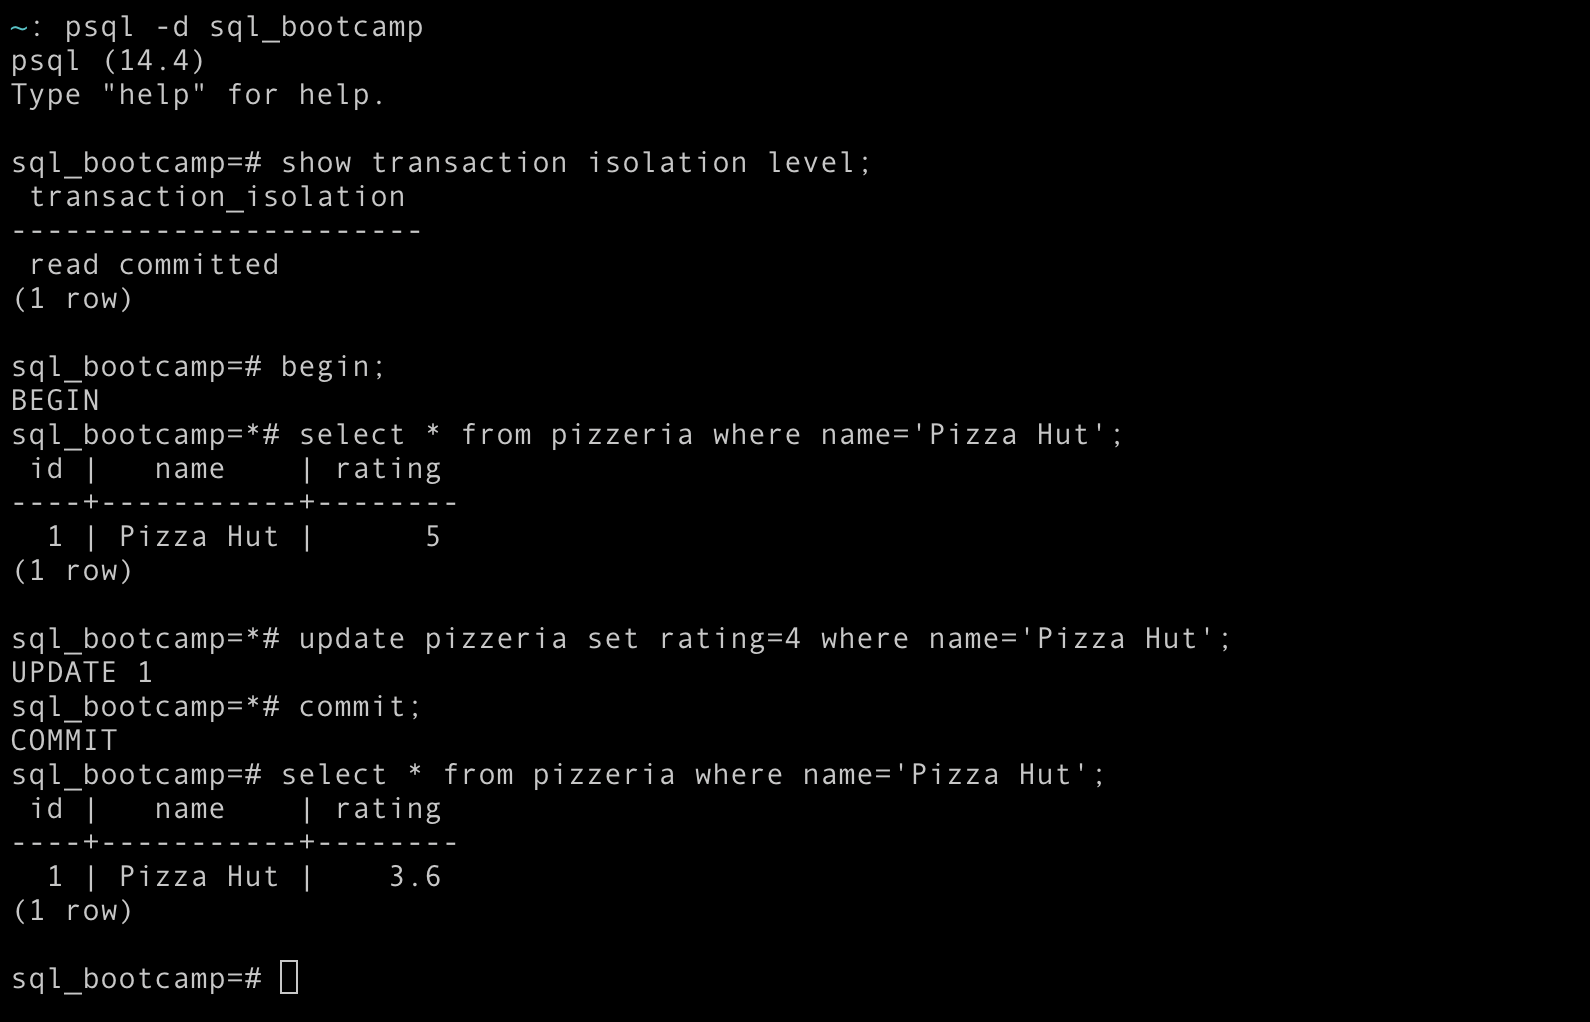 ~: psql -d sql_bootcamp
psql (14.4)
Type "help" for help.

sql_bootcamp=# show transaction isolation level;
 transaction_isolation
-----------------------
 read committed
(1 row)

sql_bootcamp=# begin;
BEGIN
sql_bootcamp=*# select * from pizzeria where name='Pizza Hut';
 id |   name    | rating
----+-----------+--------
  1 | Pizza Hut |      5
(1 row)

sql_bootcamp=*# update pizzeria set rating=4 where name='Pizza Hut';
UPDATE 1
sql_bootcamp=*# commit;
COMMIT
sql_bootcamp=# select * from pizzeria where name='Pizza Hut';
 id |   name    | rating
----+-----------+--------
  1 | Pizza Hut |    3.6
(1 row)

sql_bootcamp=#